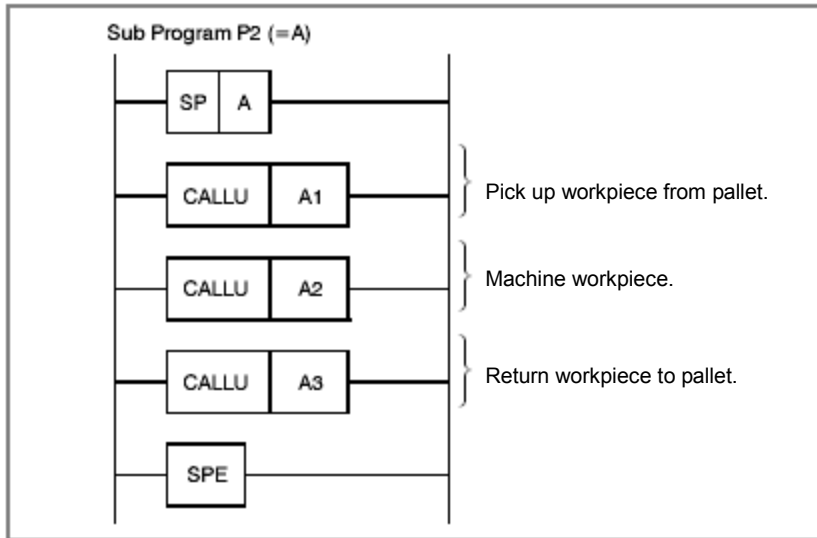 Sub Program P2 (=A)
SP A
CALLU A1
Pick up workpiece from pallet.
CALLU A2
Machine workpiece.
CALLU A3
Return workpiece to pallet.
SPE